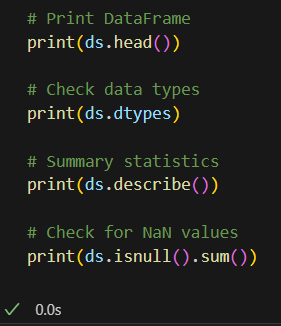 # Print DataFrame
print(ds.head())
# Check data types
print(ds.dtypes)
# Summary statistics
print(ds.describe())
# Check for NaN values
print(ds.isnull().sum())
0.0s